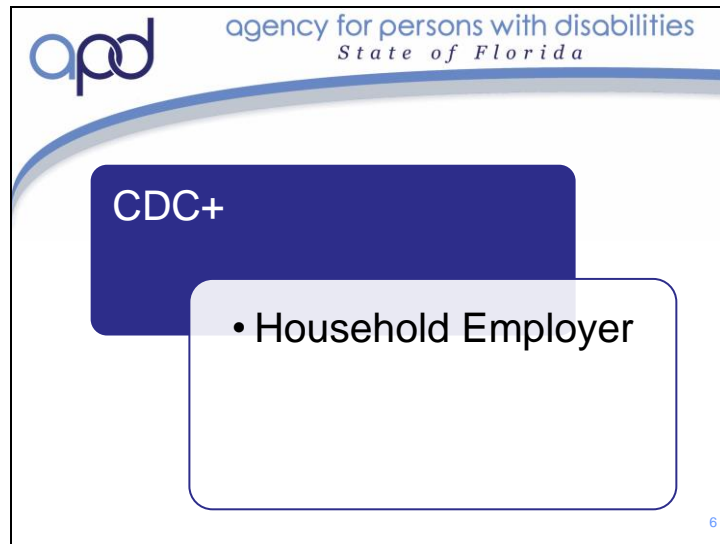 apd
agency for persons with disabilities
State of Florida
CDC+
• Household Employer
6